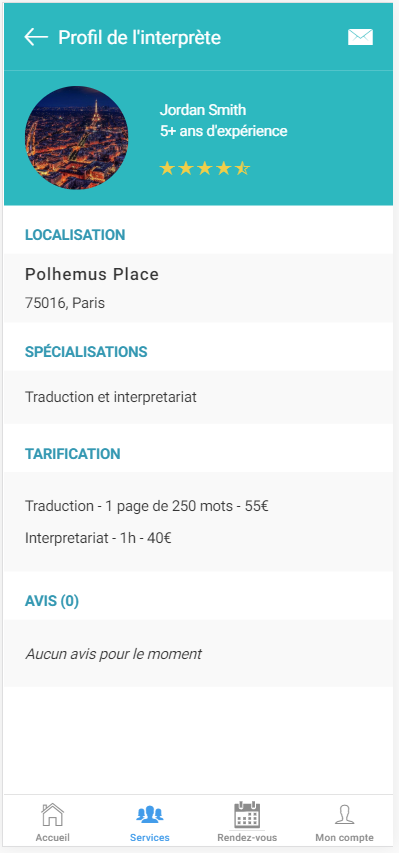 Profil de l'interprète
Jordan Smith
5+ ans d'expérience
LOCALISATION
Polhemus Place
75016, Paris
SPÉCIALISATIONS
Traduction et interpretariat
TARIFICATION
Traduction - 1 page de 250 mots - 55€
Interpretariat - 1h - 40€
AVIS (0)
Aucun avis pour le moment
Accueil Services Rendez-vous Mon compte